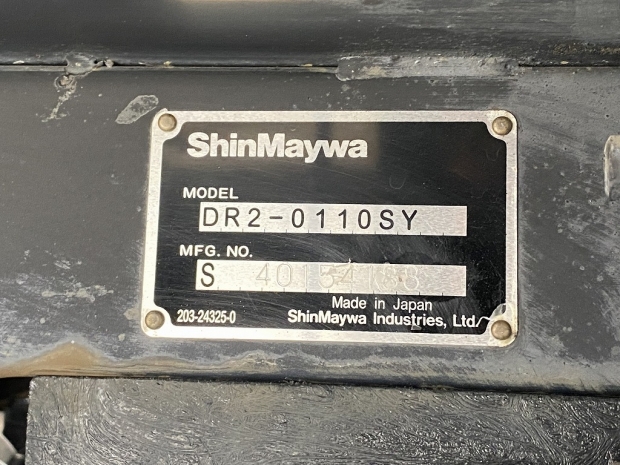 ShinMaywa
MODEL
DR2-0110SY
MFG. NO.
S
Made in Japan
203-24325-0
ShinMaywa Industries, Ltd.